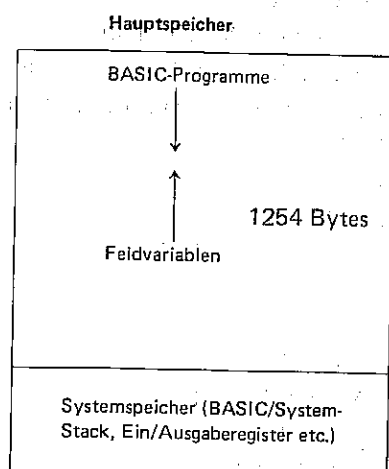 Hauptspeicher
BASIC-Programme
1254 Bytes
Feldvariablen
Systemspeicher (BASIC/System-
Stack, Ein/Ausgaberegister etc.)